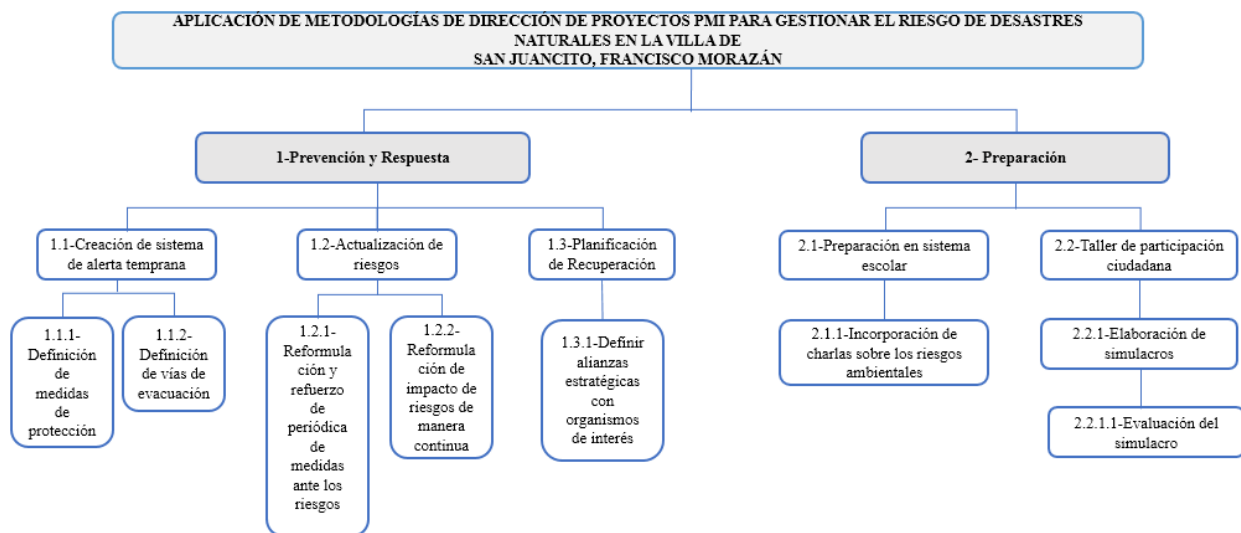 APLICACIÓN DE METODOLOGÍAS DE DIRECCIÓN DE PROYECTOS PMI PARA GESTIONAR EL RIESGO DE DESASTRES
NATURALES EN LA VILLA DE
SAN JUANCITO, FRANCISCO MORAZÁN
1-Prevención y Respuesta
2- Preparación
1.1-Creación de sistema
de alerta temprana
1.2-Actualización de
riesgos
1.3-Planificación
de Recuperación
2.1-Preparación en sistema
escolar
2.2-Taller de participación
ciudadana
1.1.1-
Definición
de
medidas
de
protección
1.1.2-
Definición
de vías de
evacuación
1.2.1-
Reformula
ción y
refuerzo
de
periódica
de
medidas
ante los
riesgos
1.2.2-
Reformula
ción de
impacto de
riesgos de
manera
continua
1.3.1-Definir
alianzas
estratégicas
con
organismos
de interés
2.1.1-Incorporación de
charlas sobre los riesgos
ambientales
2.2.1-Elaboración de
simulacros
2.2.1.1-Evaluación del
simulacro